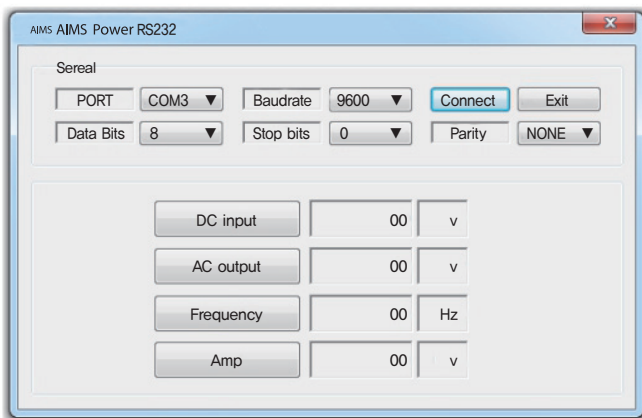 AIMS AIMS Power RS232
Sereal
PORT COM3 Baudrate 9600 Connect Exit
Data Bits 8 Stop bits 0 Parity NONE
DC input 00 v
AC output 00 v
Frequency 00 Hz
Amp 00 v